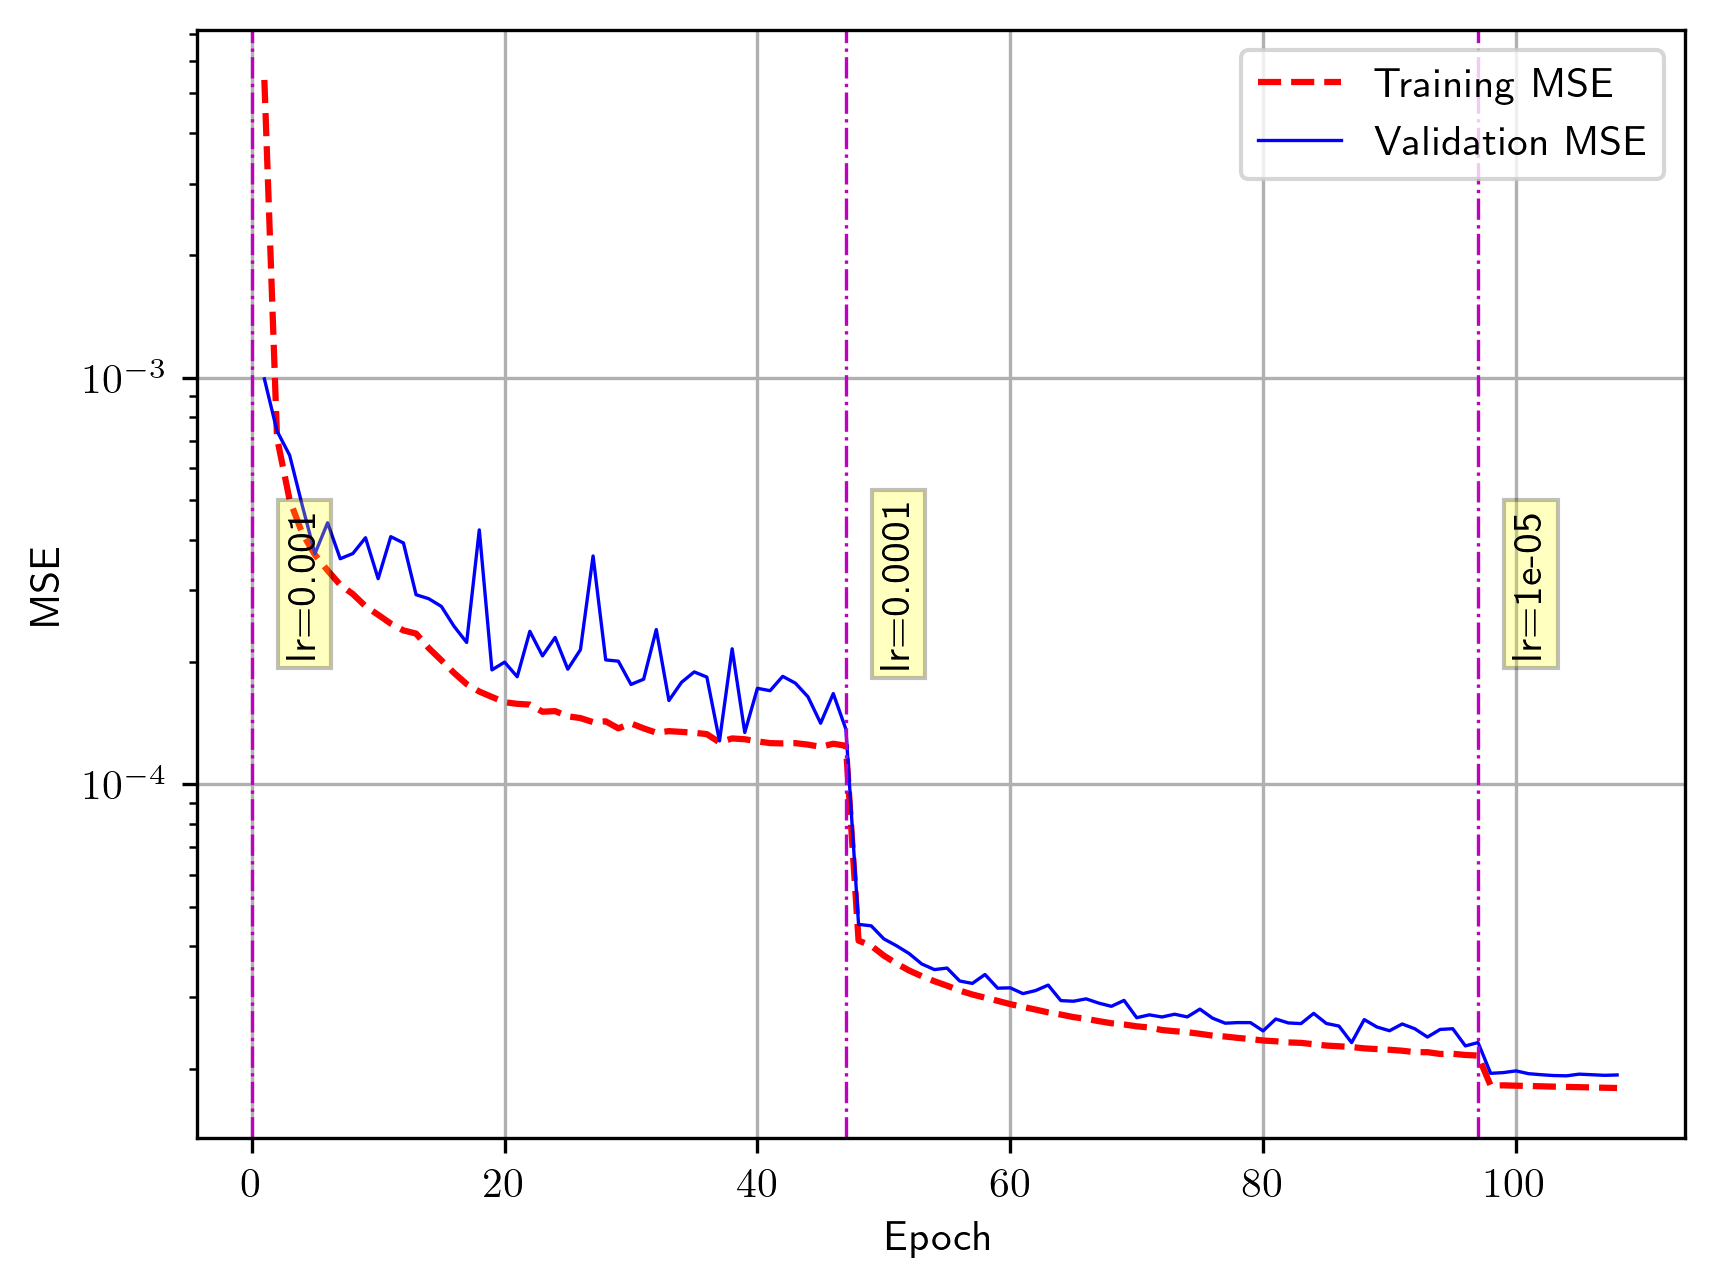 Training MSE
Validation MSE
10⁻³
10⁻⁴
MSE
lr=0.001
lr=0.0001
lr=1e-05
0 20 40 60 80 100
Epoch